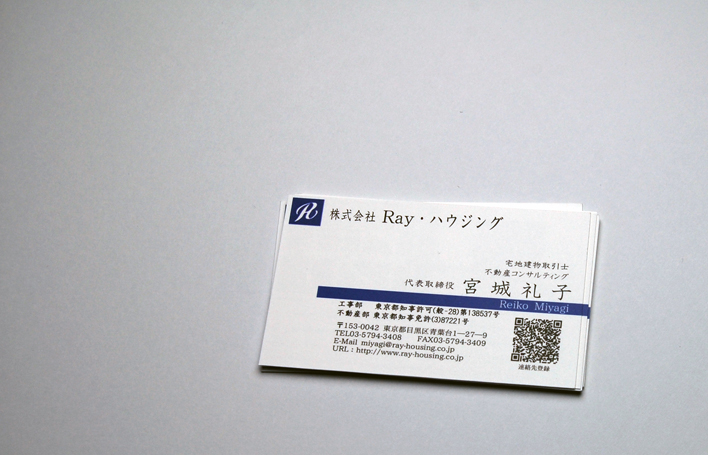 R
株式会社 Ray・ハウジング
宅地建物取引士
不動産コンサルティング
代表取締役 宮城礼子
Reiko Miyagi
工事部 東京都知事許可(般-28)第138537号
不動産部 東京都知事免許(3)87221号
〒153-0042 東京都目黒区青葉台1-27-9
TEL03-5794-3408 FAX03-5794-3409
E-Mail miyagi@ray-housing.co.jp
URL : http://www.ray-housing.co.jp
連絡先登録